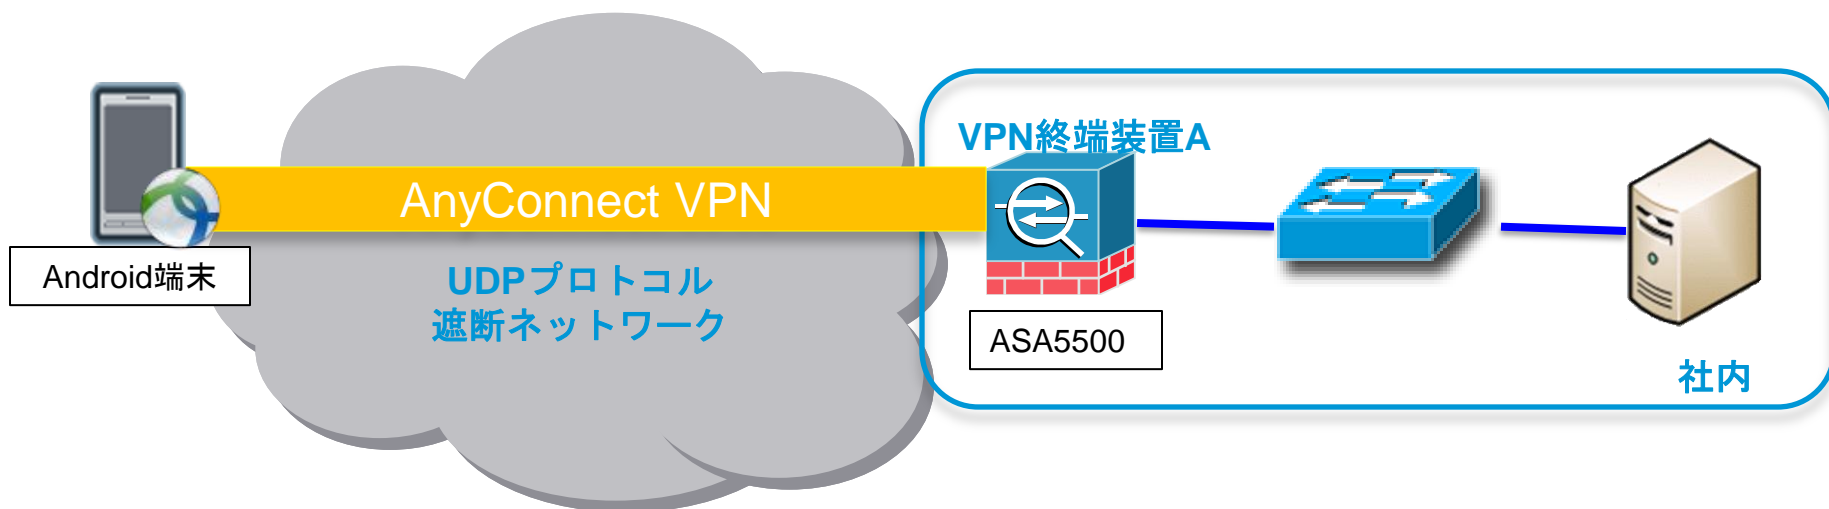 VPN終端装置A
AnyConnect VPN
Android端末
UDPプロトコル
遮断ネットワーク
ASA5500
社内